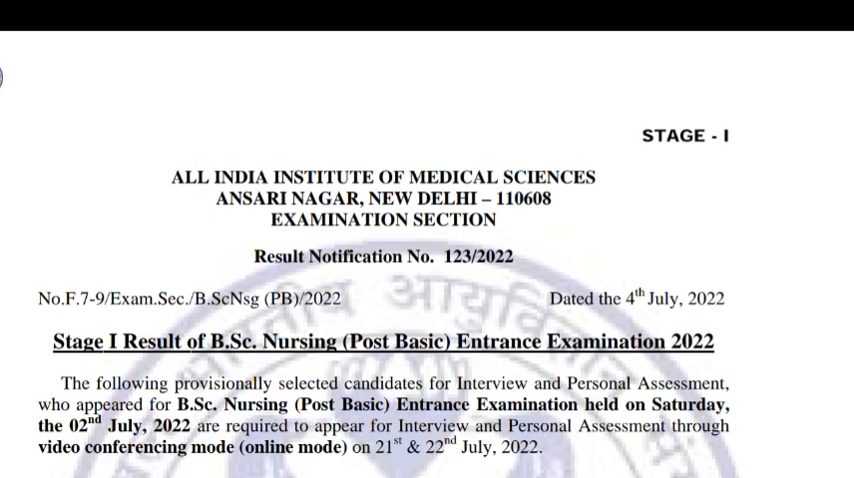 STAGE - I
ALL INDIA INSTITUTE OF MEDICAL SCIENCES
ANSARI NAGAR, NEW DELHI – 110608
EXAMINATION SECTION
Result Notification No. 123/2022
No.F.7-9/Exam.Sec./B.ScNsg (PB)/2022 Dated the 4th July, 2022
Stage I Result of B.Sc. Nursing (Post Basic) Entrance Examination 2022
The following provisionally selected candidates for Interview and Personal Assessment,
who appeared for B.Sc. Nursing (Post Basic) Entrance Examination held on Saturday,
the 02nd July, 2022 are required to appear for Interview and Personal Assessment through
video conferencing mode (online mode) on 21st & 22nd July, 2022.